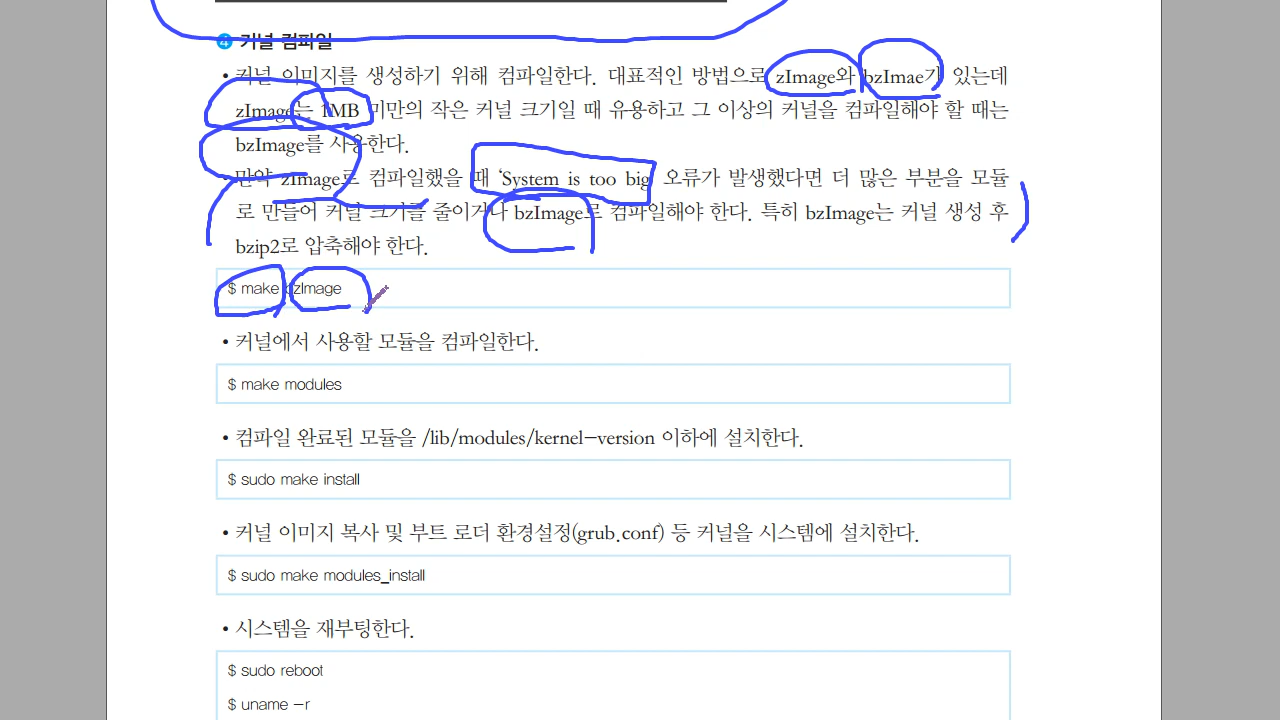 ❹ 커널 컴파일
• 커널 이미지를 생성하기 위해 컴파일한다. 대표적인 방법으로 zImage와 bzImae가 있는데
zImage는 1MB 미만의 작은 커널 크기일 때 유용하고 그 이상의 커널을 컴파일해야 할 때는
bzImage를 사용한다.
• 만약 zImage로 컴파일했을 때 ‘System is too big’ 오류가 발생했다면 더 많은 부분을 모듈
로 만들어 커널 크기를 줄이거나 bzImage로 컴파일해야 한다. 특히 bzImage는 커널 생성 후
bzip2로 압축해야 한다.
$ make bzImage
• 커널에서 사용할 모듈을 컴파일한다.
$ make modules
• 컴파일 완료된 모듈을 /lib/modules/kernel-version 이하에 설치한다.
$ sudo make install
• 커널 이미지 복사 및 부트 로더 환경설정(grub.conf) 등 커널을 시스템에 설치한다.
$ sudo make modules_install
• 시스템을 재부팅한다.
$ sudo reboot
$ uname -r